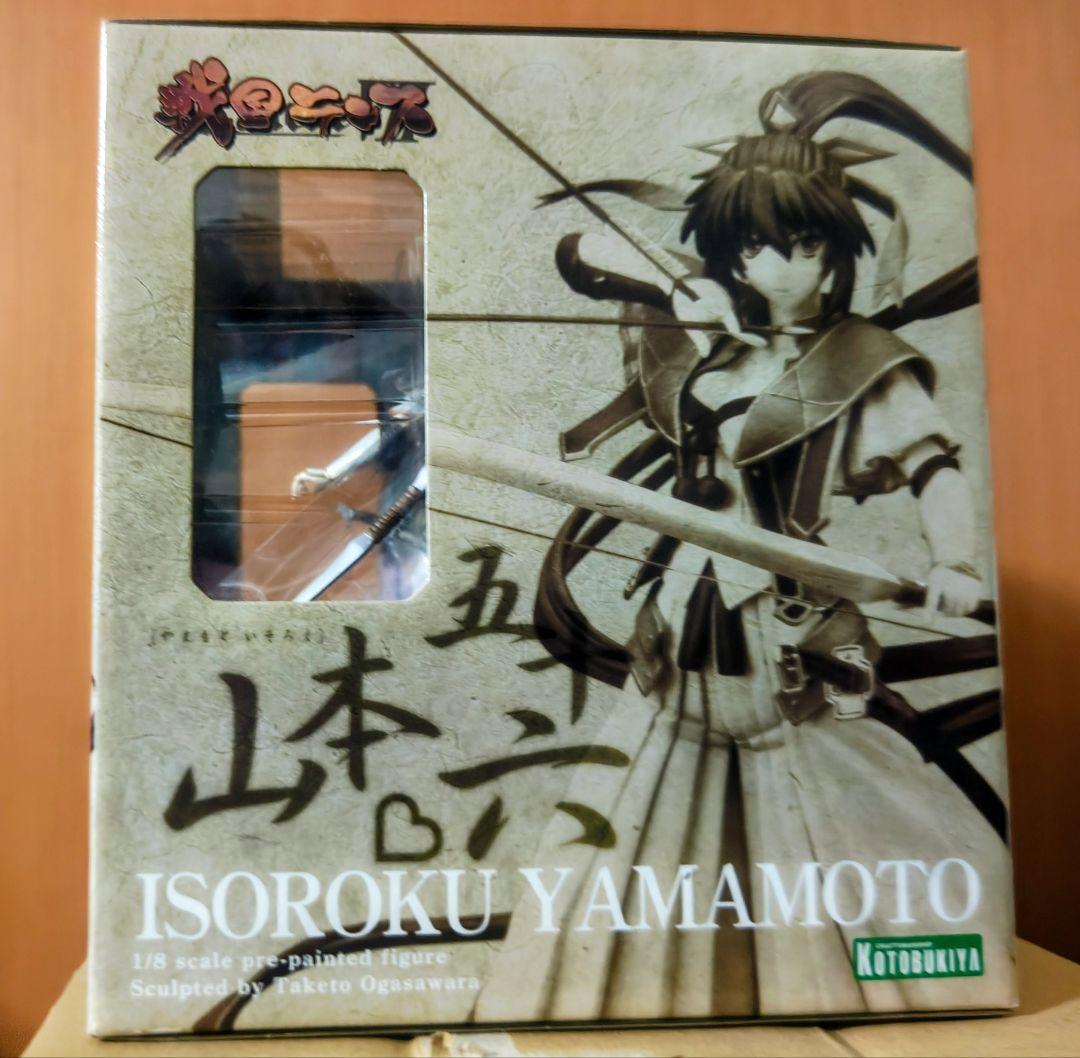 戦国ランス
[やまもと いそろく]
山本五十六
ISOROKU YAMAMOTO
1/8 scale pre-painted figure
Sculpted by Taketo Ogasawara
KOTOBUKIYA